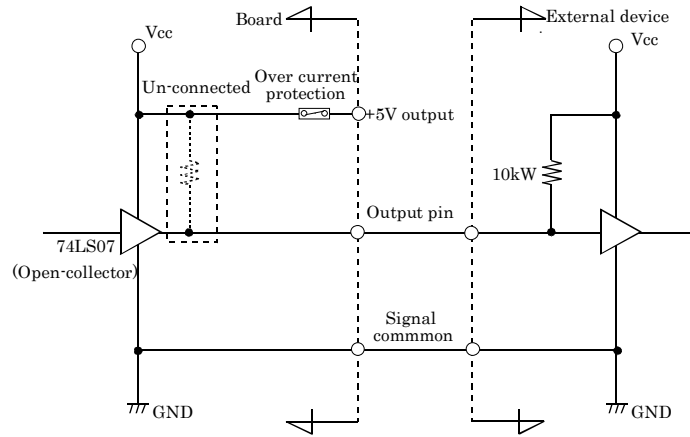 Board
External device
Vcc
Vcc
Un-connected
Over current
protection
+5V output
10kW
Output pin
74LS07
(Open-collector)
Signal
commmon
GND
GND